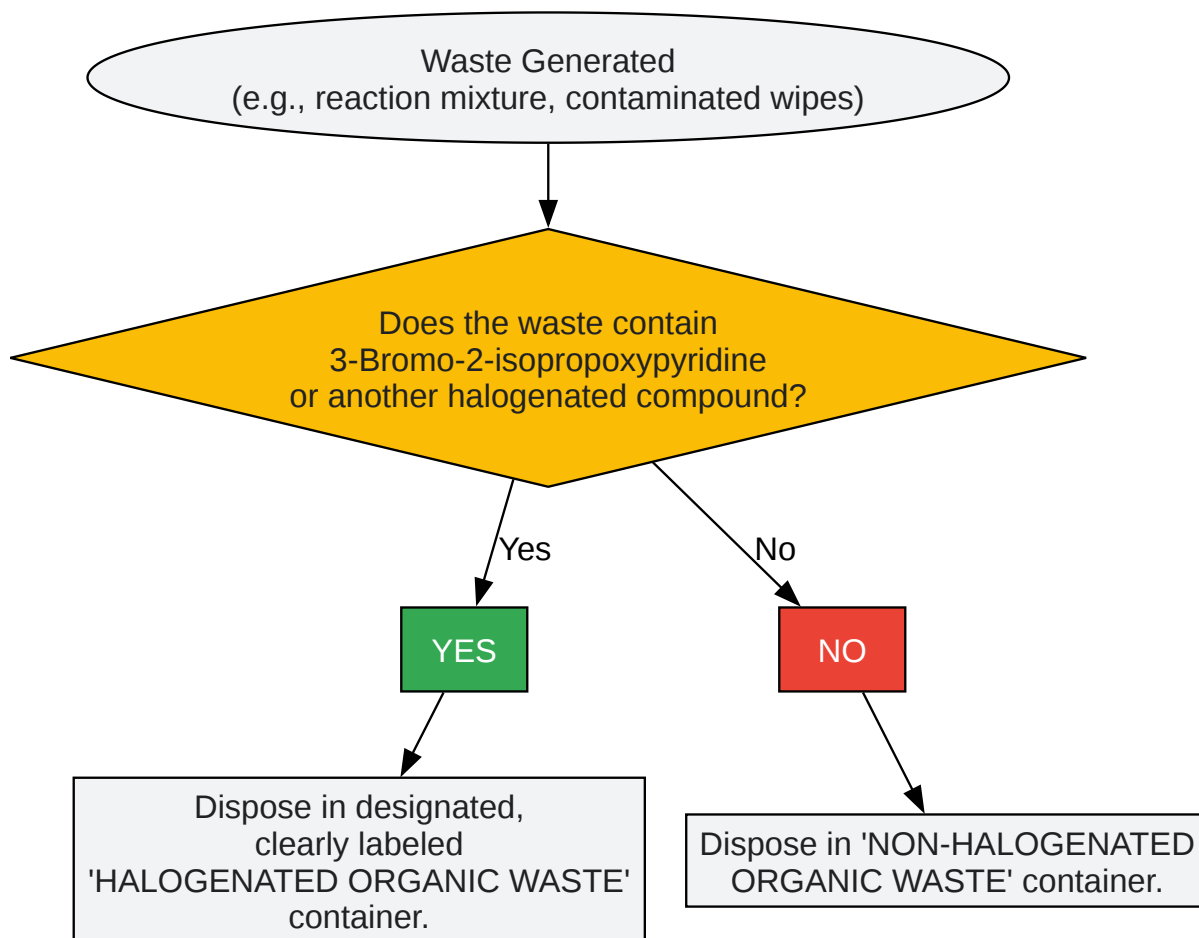 Waste Generated
(e.g., reaction mixture, contaminated wipes)
Does the waste contain
3-Bromo-2-isopropoxypyridine
or another halogenated compound?
Yes
No
YES
NO
Dispose in designated,
clearly labeled
'HALOGENATED ORGANIC WASTE'
container.
Dispose in 'NON-HALOGENATED
ORGANIC WASTE' container.